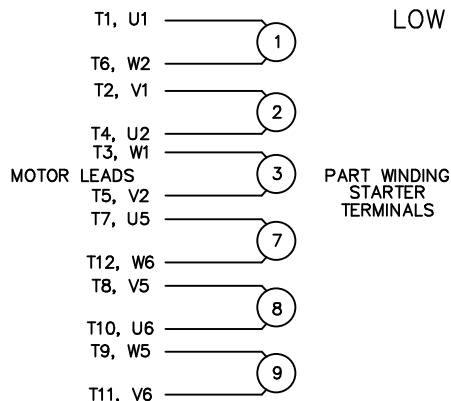 LOW
T1, U1
1
T6, W2
T2, V1
2
T4, U2
T3, W1
MOTOR LEADS
3
PART WINDING
STARTER
TERMINALS
T5, V2
T7, U5
7
T12, W6
T8, V5
8
T10, U6
T9, W5
9
T11, V6